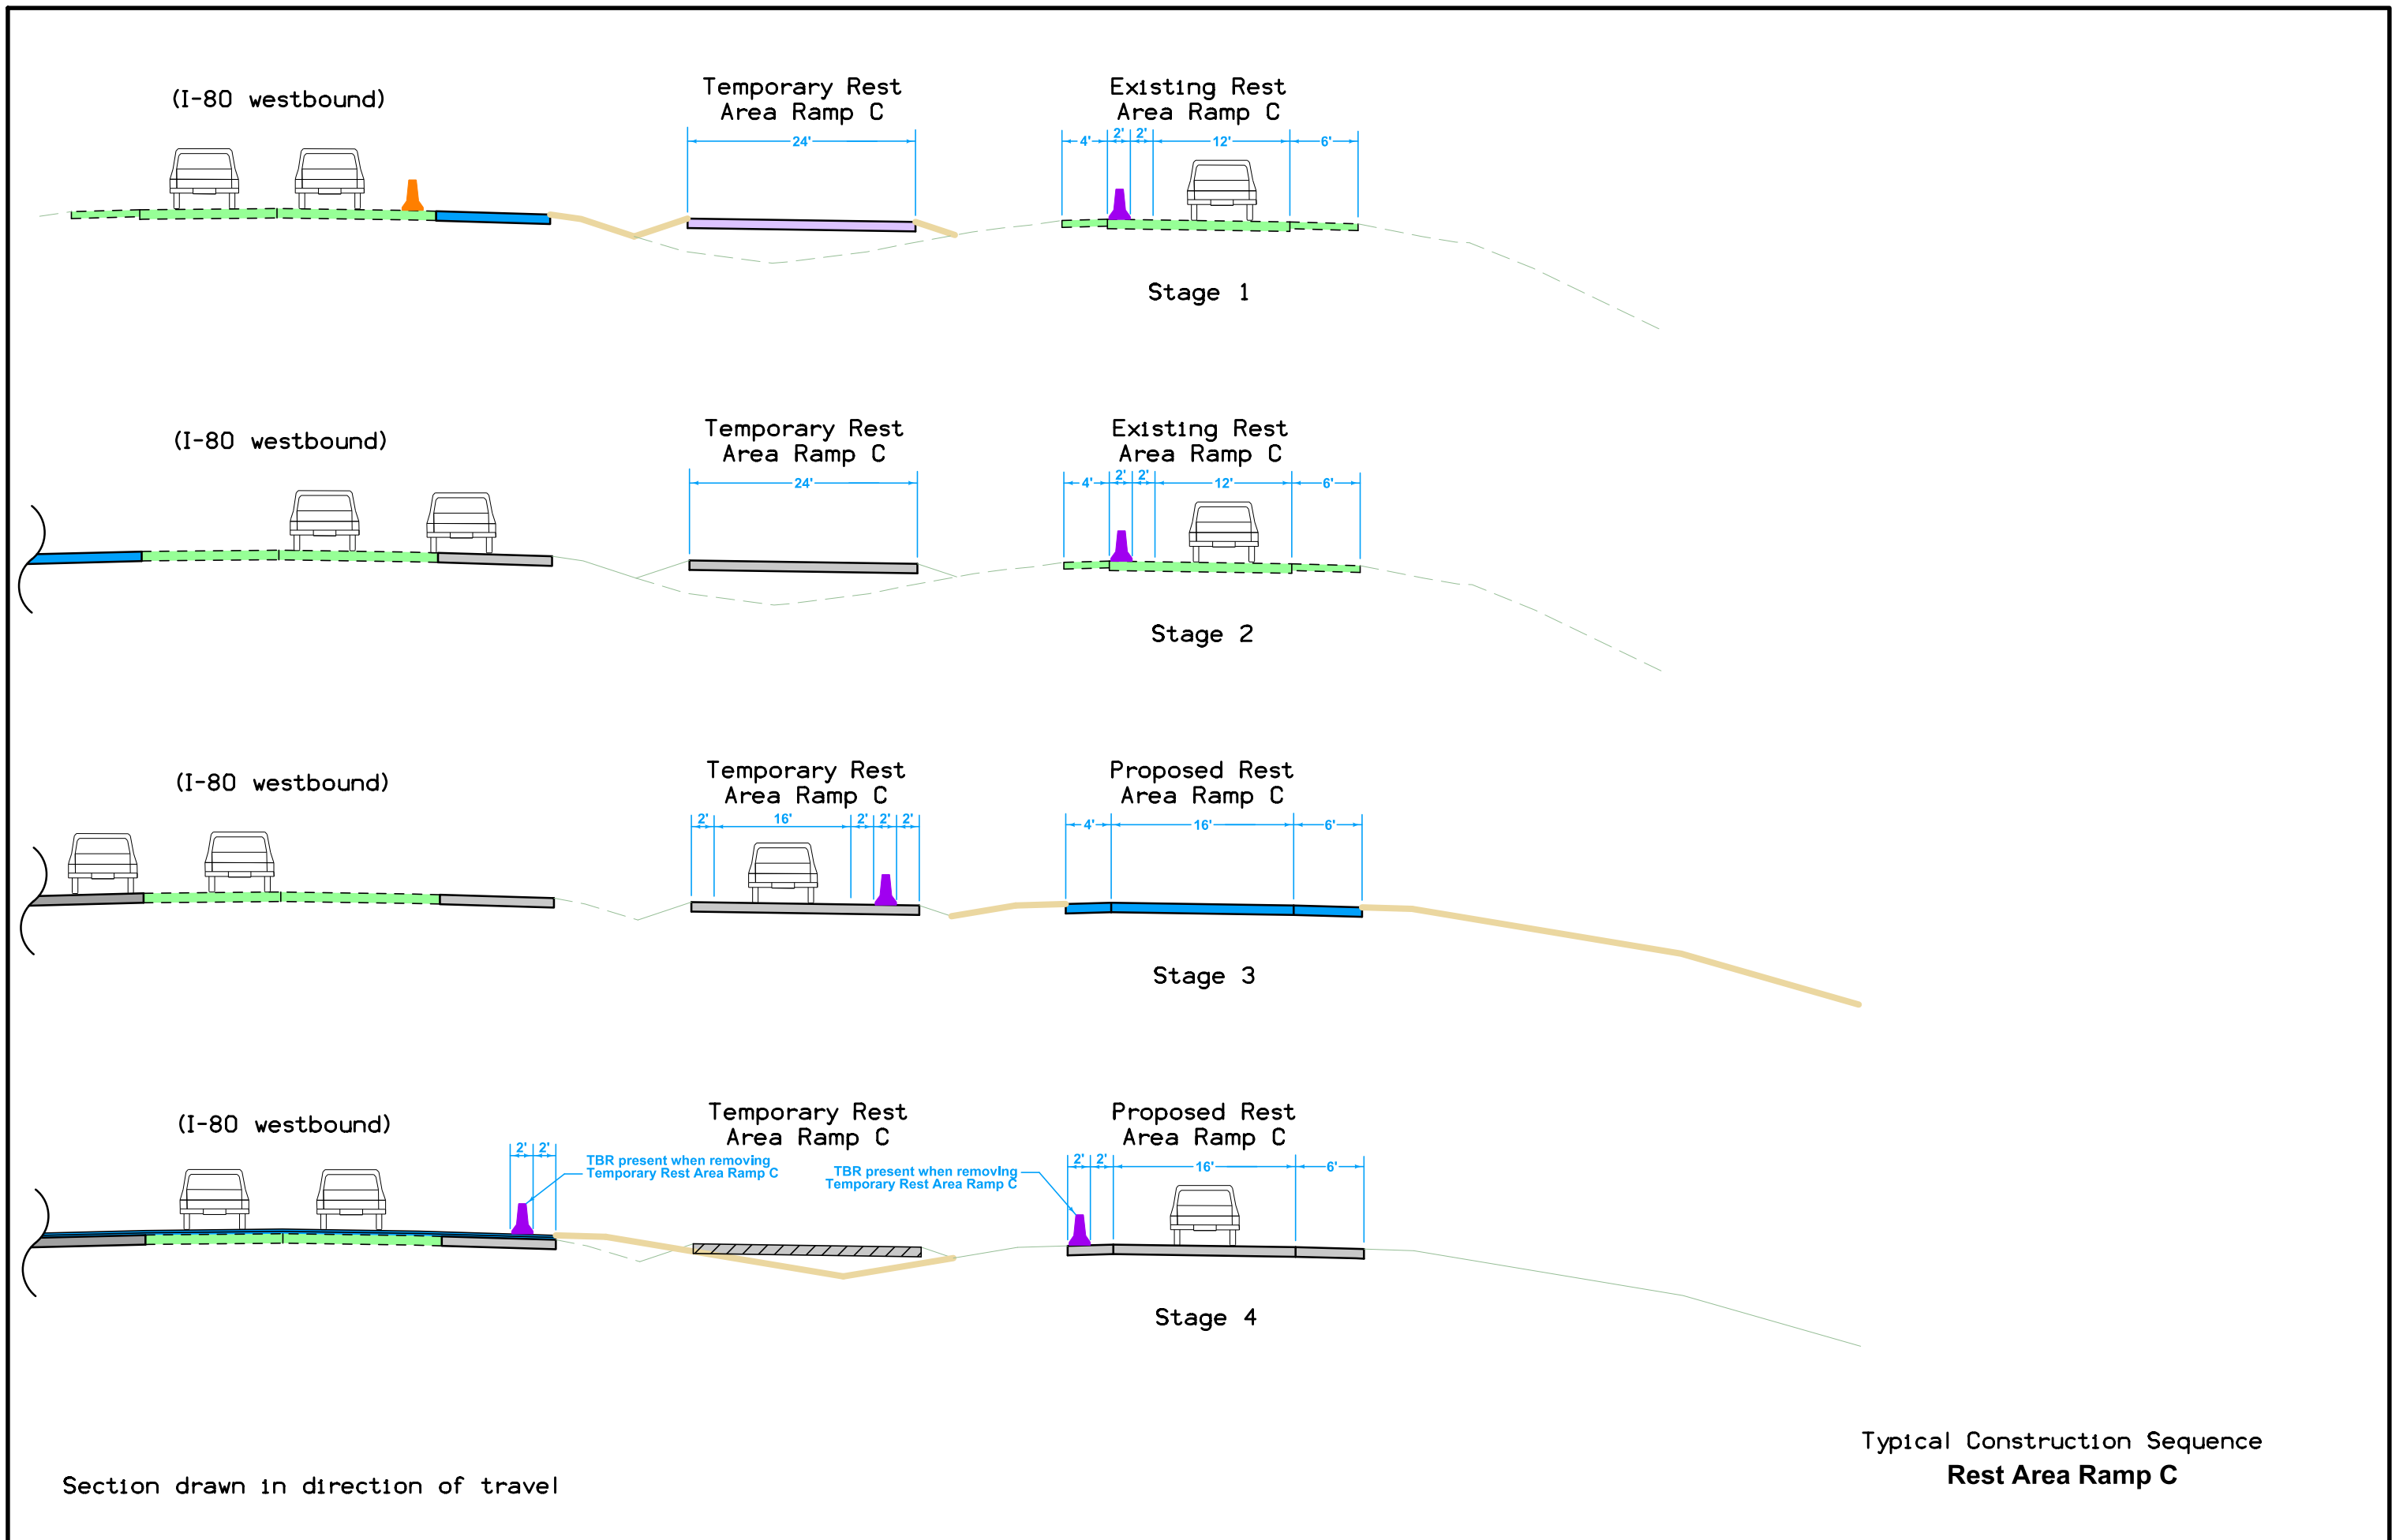 (I-80 westbound)
Temporary Rest
Area Ramp C
Existing Rest
Area Ramp C
24'
4' 2' 2' 12' 6'
Stage 1
(I-80 westbound)
Temporary Rest
Area Ramp C
Existing Rest
Area Ramp C
24'
4' 2' 2' 12' 6'
Stage 2
(I-80 westbound)
Temporary Rest
Area Ramp C
Proposed Rest
Area Ramp C
2' 16' 2' 2' 2'
4' 16' 6'
Stage 3
(I-80 westbound)
Temporary Rest
Area Ramp C
Proposed Rest
Area Ramp C
2' 2'
TBR present when removing
Temporary Rest Area Ramp C
TBR present when removing
Temporary Rest Area Ramp C
2' 2' 16' 6'
Stage 4
Typical Construction Sequence
Rest Area Ramp C
Section drawn in direction of travel